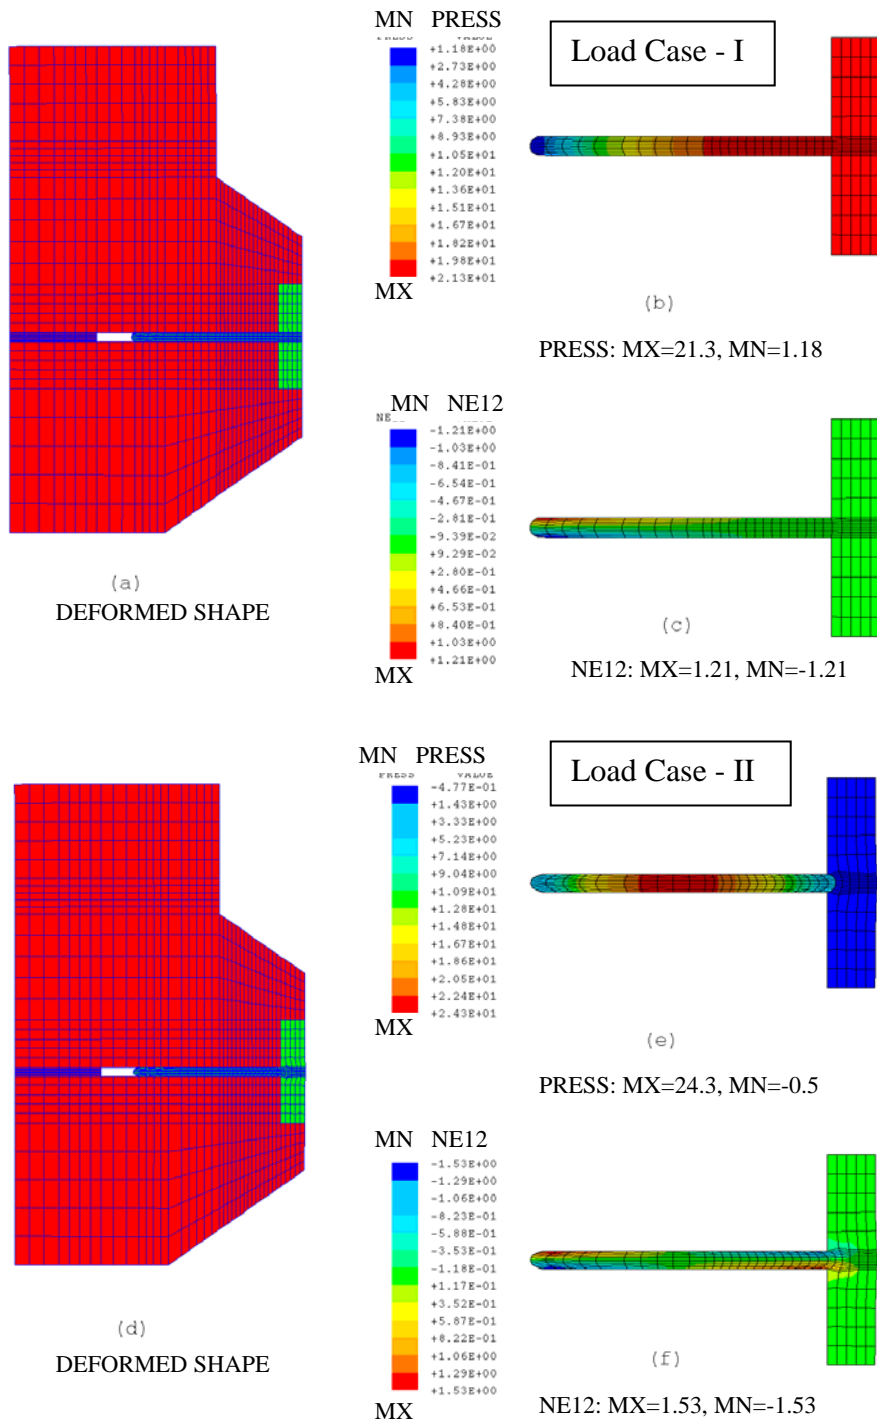 MN PRESS
PRESS VALUE
+1.18E+00
+2.73E+00
+4.28E+00
+5.83E+00
+7.38E+00
+8.93E+00
+1.05E+01
+1.20E+01
+1.36E+01
+1.51E+01
+1.67E+01
+1.82E+01
+1.98E+01
+2.13E+01
MX
Load Case - I
(b)
PRESS: MX=21.3, MN=1.18
(a)
DEFORMED SHAPE
MN NE12
-1.21E+00
-1.03E+00
-8.41E-01
-6.54E-01
-4.67E-01
-2.81E-01
-9.39E-02
+9.29E-02
+2.80E-01
+4.66E-01
+6.53E-01
+8.40E-01
+1.03E+00
+1.21E+00
MX
(c)
NE12: MX=1.21, MN=-1.21
MN PRESS
PRESS VALUE
-4.77E-01
+1.43E+00
+3.33E+00
+5.23E+00
+7.14E+00
+9.04E+00
+1.09E+01
+1.28E+01
+1.48E+01
+1.67E+01
+1.86E+01
+2.05E+01
+2.24E+01
+2.43E+01
MX
Load Case - II
(e)
PRESS: MX=24.3, MN=-0.5
(d)
DEFORMED SHAPE
MN NE12
-1.53E+00
-1.29E+00
-1.06E+00
-8.23E-01
-5.88E-01
-3.53E-01
-1.18E-01
+1.17E-01
+3.52E-01
+5.87E-01
+8.22E-01
+1.06E+00
+1.29E+00
+1.53E+00
MX
(f)
NE12: MX=1.53, MN=-1.53